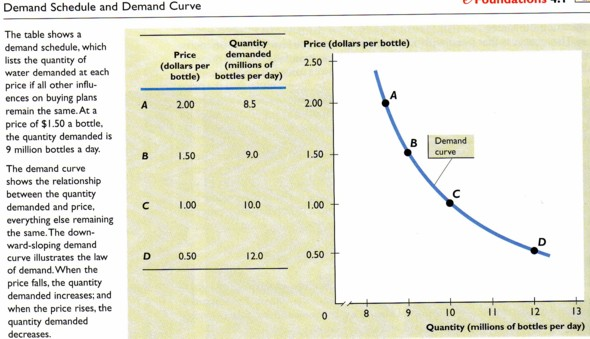 Demand Schedule and Demand Curve
The table shows a
demand schedule, which
lists the quantity of
water demanded at each
price if all other influ-
ences on buying plans
remain the same. At a
price of $1.50 a bottle,
the quantity demanded is
9 million bottles a day.
The demand curve
shows the relationship
between the quantity
demanded and price,
everything else remaining
the same. The down-
ward-sloping demand
curve illustrates the law
of demand. When the
price falls, the quantity
demanded increases; and
when the price rises, the
quantity demanded
decreases.
Price
(dollars per
bottle)
Quantity
demanded
(millions of
bottles per day)
A 2.00 8.5
B 1.50 9.0
C 1.00 10.0
D 0.50 12.0
Price (dollars per bottle)
2.50
2.00
1.50
1.00
0.50
A
B
Demand
curve
C
D
0 8 9 10 11 12 13
Quantity (millions of bottles per day)